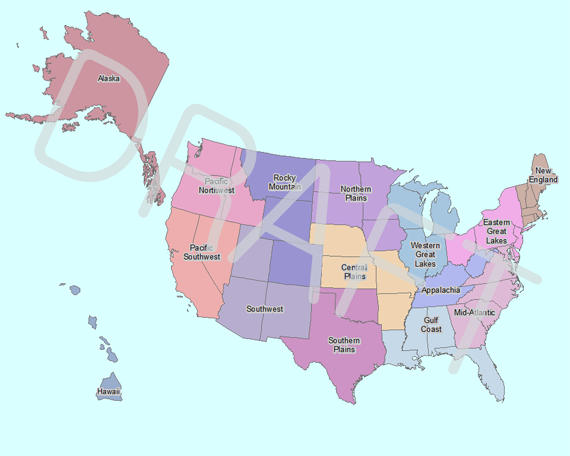 Alaska
DRAFT
New
England
Pacific
Northwest
Rocky
Mountain
Northern
Plains
Eastern
Great
Lakes
Pacific
Southwest
Western
Great
Lakes
Central
Plains
Appalachia
Southwest
Mid-Atlantic
Gulf
Coast
Southern
Plains
Hawaii